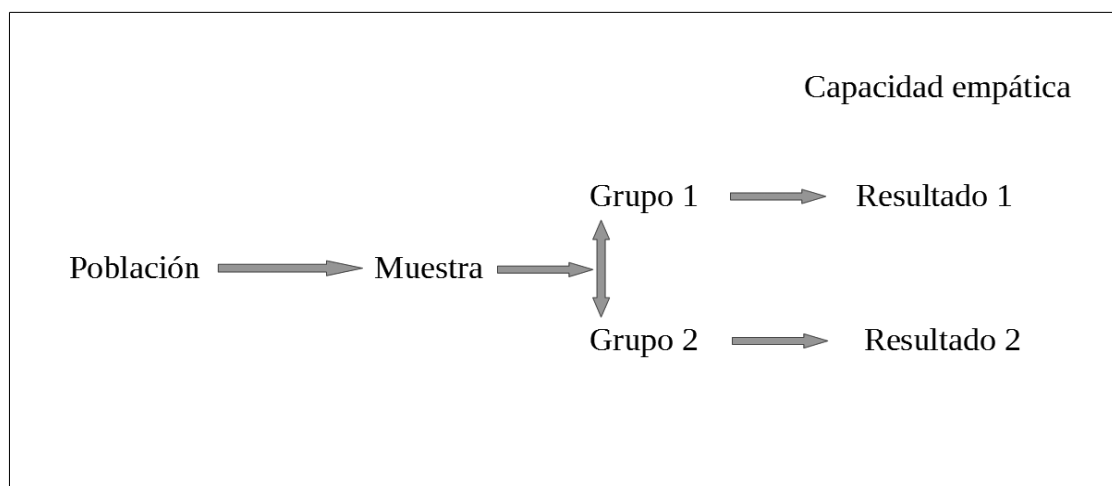 Capacidad empática
Grupo 1 Resultado 1
Población Muestra
Grupo 2 Resultado 2